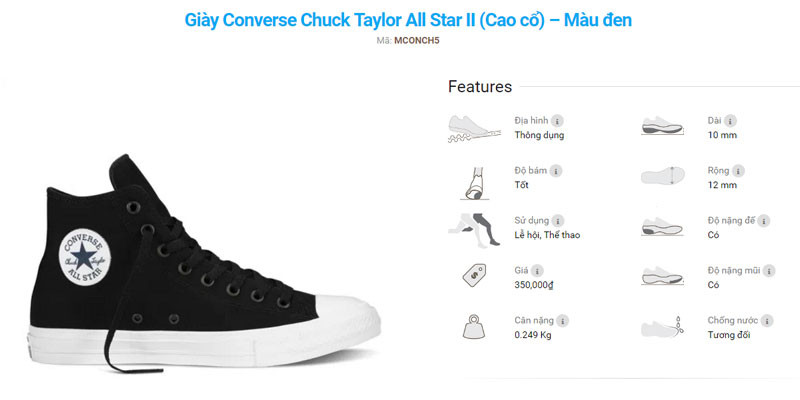 Giày Converse Chuck Taylor All Star II (Cao cổ) – Màu đen
Mã: MCONCH5
CONVERSE
Chuck Taylor
ALL STAR
Features
Địa hình
Thông dụng
Dài
10 mm
Độ bám
Tốt
Rộng
12 mm
Sử dụng
Lễ hội, Thể thao
Độ nặng đế
Có
Giá
350,000₫
Độ nặng mũi
Có
Cân nặng
0.249 Kg
Chống nước
Tương đối